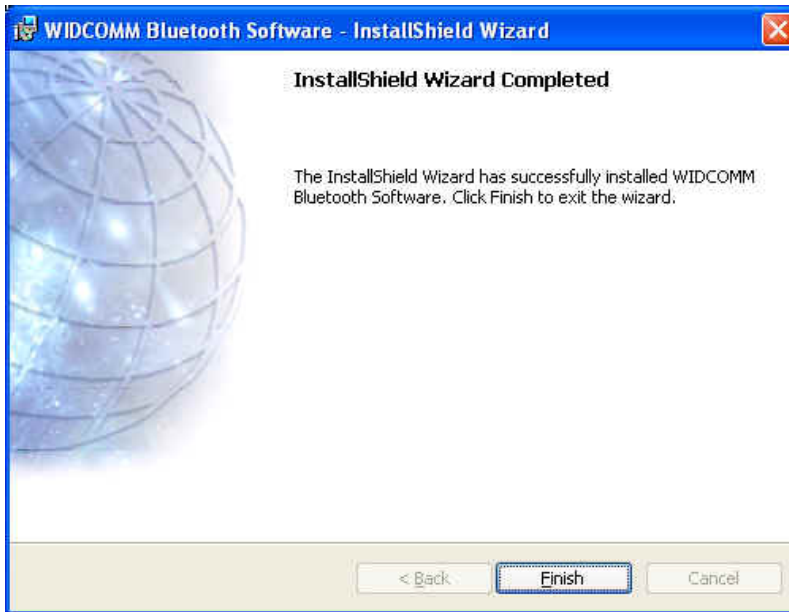 WIDCOMM Bluetooth Software - InstallShield Wizard
InstallShield Wizard Completed
The InstallShield Wizard has successfully installed WIDCOMM
Bluetooth Software. Click Finish to exit the wizard.
< Back
Finish
Cancel